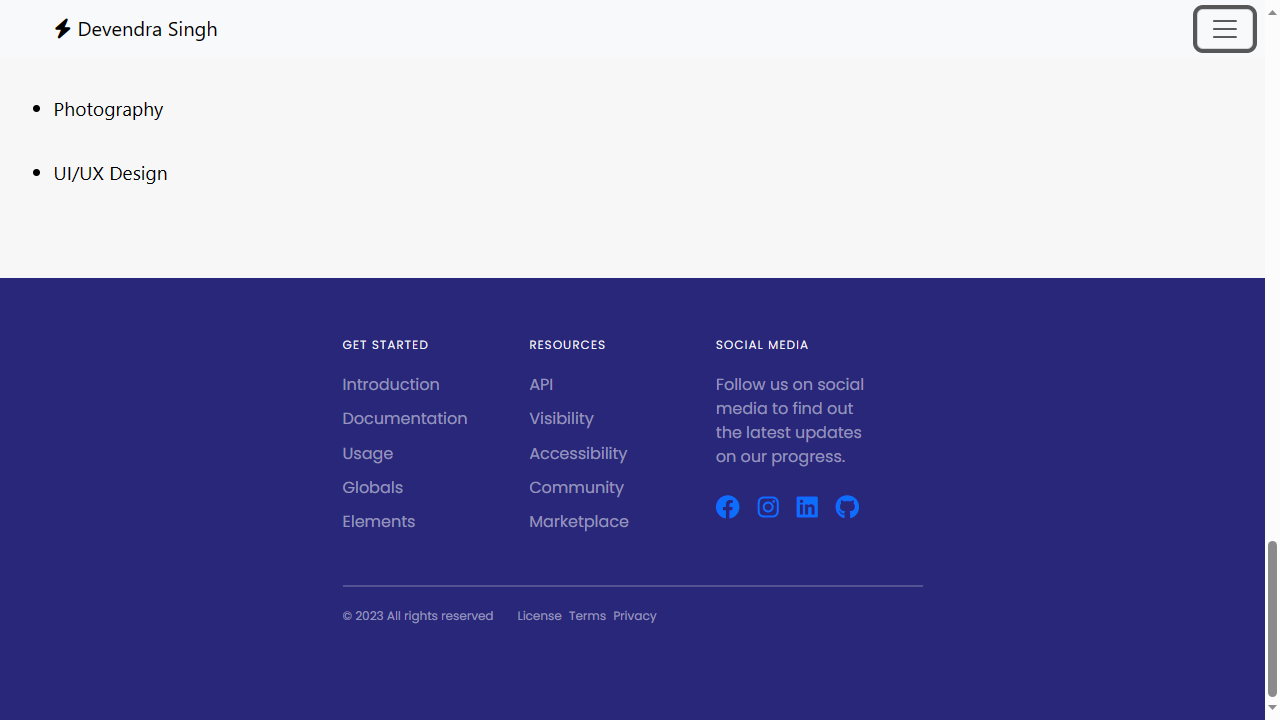 Devendra Singh
Photography
UI/UX Design
GET STARTED
Introduction
Documentation
Usage
Globals
Elements
RESOURCES
API
Visibility
Accessibility
Community
Marketplace
SOCIAL MEDIA
Follow us on social
media to find out
the latest updates
on our progress.
© 2023 All rights reserved License Terms Privacy